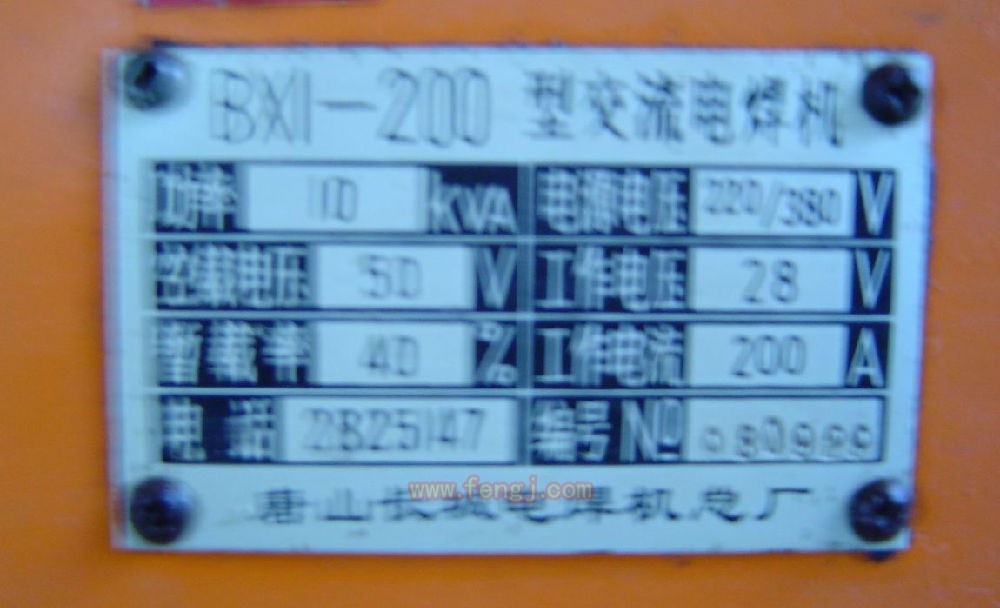 BX1-200 型交流电焊机
功率 10 KVA 电源电压 220/380 V
空载电压 50 V 工作电压 28 V
暂载率 40 % 工作电流 200 A
电话 2825147 编号 Nº 080999
www.fengj.com
唐山长城电焊机总厂